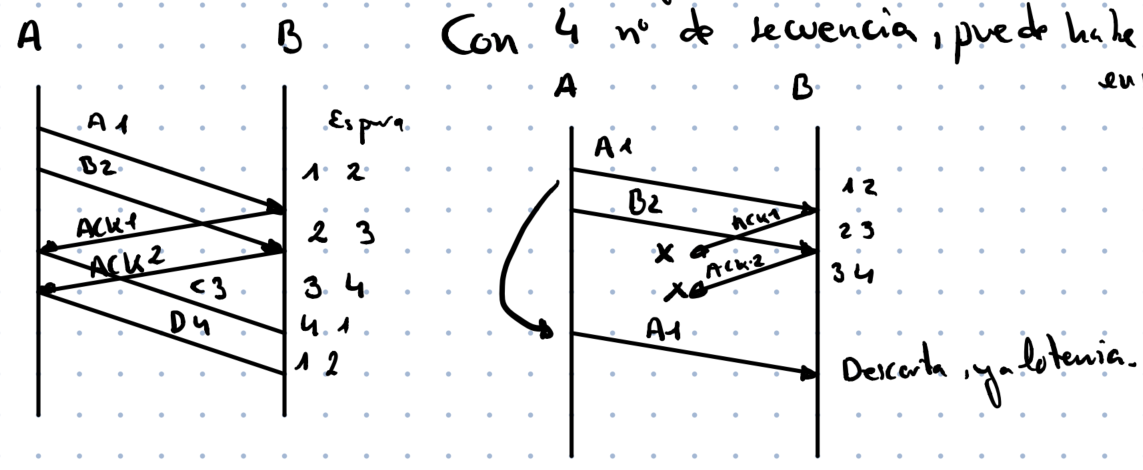 Con 4 nº de secuencia, puede habe
A B
A B
Espera
A1
A1
1 2
1 2
B2
B2
ACK1
ACK1
2 3
2 3
ACK2
ACK2
C3
3 4
3 4
D4
4 1
A1
1 2
X
X
Descarta, ya lo tenia.